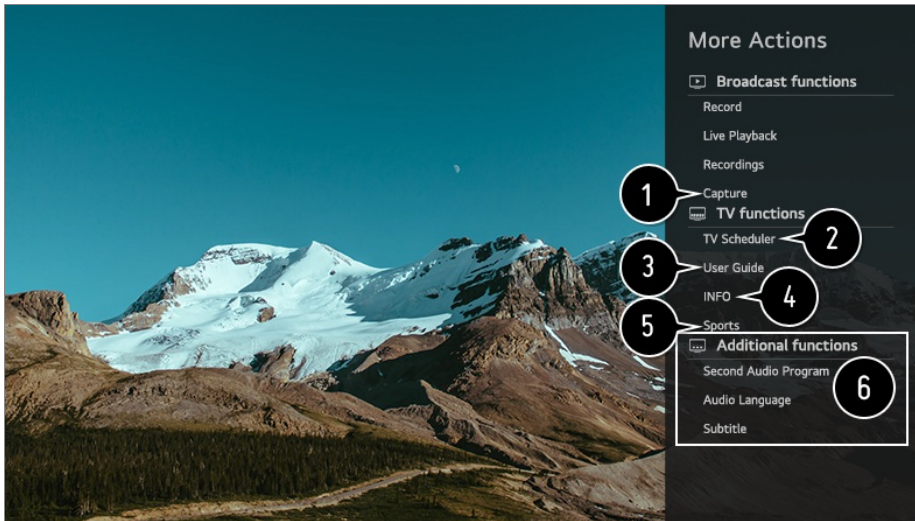 More Actions
Broadcast functions
Record
Live Playback
Recordings
1
Capture
TV functions
TV Scheduler
2
3
User Guide
INFO
4
5
Sports
Additional functions
Second Audio Program
6
Audio Language
Subtitle